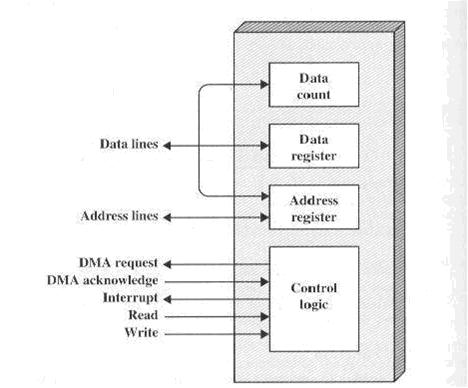 Data
count
Data lines
Data
register
Address lines
Address
register
DMA request
DMA acknowledge
Interrupt
Read
Write
Control
logic